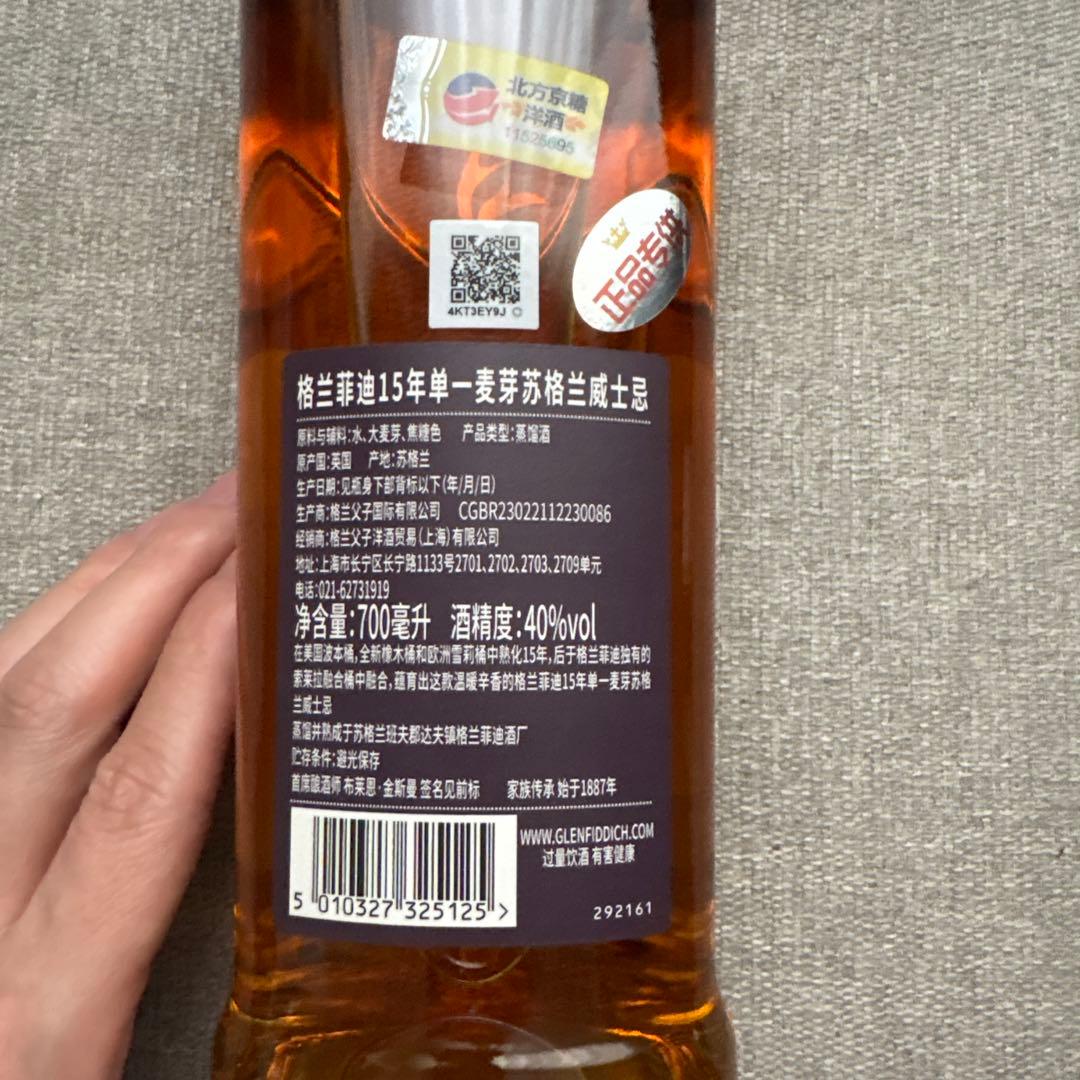 北方京糖
洋酒
11525695
4KT3EY9J
正品专供
格兰菲迪15年单一麦芽苏格兰威士忌
原料与辅料:水、大麦芽、焦糖色 产品类型:蒸馏酒
原产国:英国 产地:苏格兰
生产日期:见瓶身下部背标以下(年/月/日)
生产商:格兰父子国际有限公司 CGBR23022112230086
经销商:格兰父子洋酒贸易(上海)有限公司
地址:上海市长宁区长宁路1133号2701、2702、2703、2709单元
电话:021-62731919
净含量:700毫升 酒精度:40%vol
在美国波本桶,全新橡木桶和欧洲雪莉桶中熟化15年,后于格兰菲迪独有的
索莱拉融合桶中融合,蕴育出这款温暖辛香的格兰菲迪15年单一麦芽苏格
兰威士忌
蒸馏并熟成于苏格兰班夫郡达夫镇格兰菲迪酒厂
贮存条件:避光保存
首席酿酒师 布莱恩·金斯曼 签名见前标 家族传承 始于1887年
WWW.GLENFIDDICH.COM
过量饮酒 有害健康
5 010327 325125 >
292161